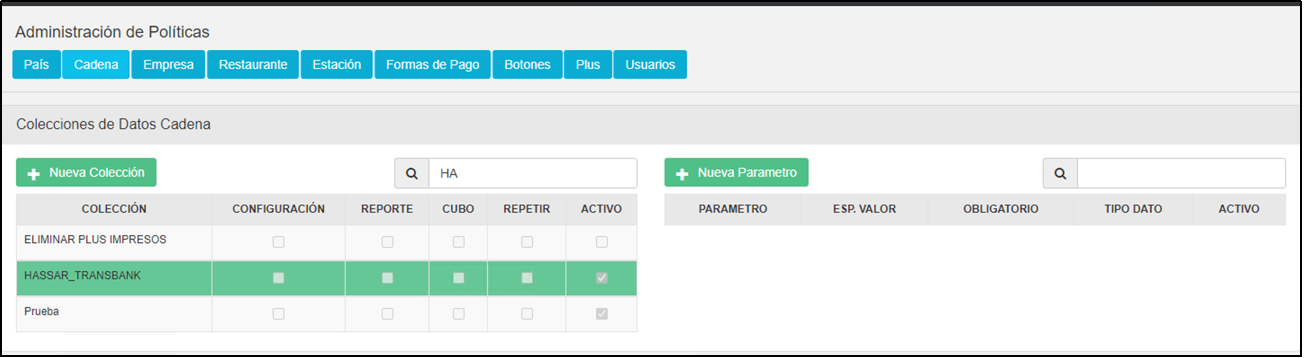 Administración de Políticas
País Cadena Empresa Restaurante Estación Formas de Pago Botones Plus Usuarios
Colecciones de Datos Cadena
Nueva Colección HA Nueva Parametro
COLECCIÓN CONFIGURACIÓN REPORTE CUBO REPETIR ACTIVO PARAMETRO ESP. VALOR OBLIGATORIO TIPO DATO ACTIVO
ELIMINAR PLUS IMPRESOS
HASSAR_TRANSBANK
Prueba